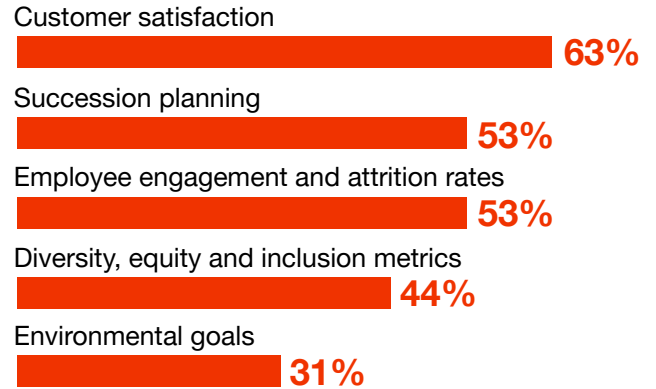 Customer satisfaction
63%
Succession planning
53%
Employee engagement and attrition rates
53%
Diversity, equity and inclusion metrics
44%
Environmental goals
31%